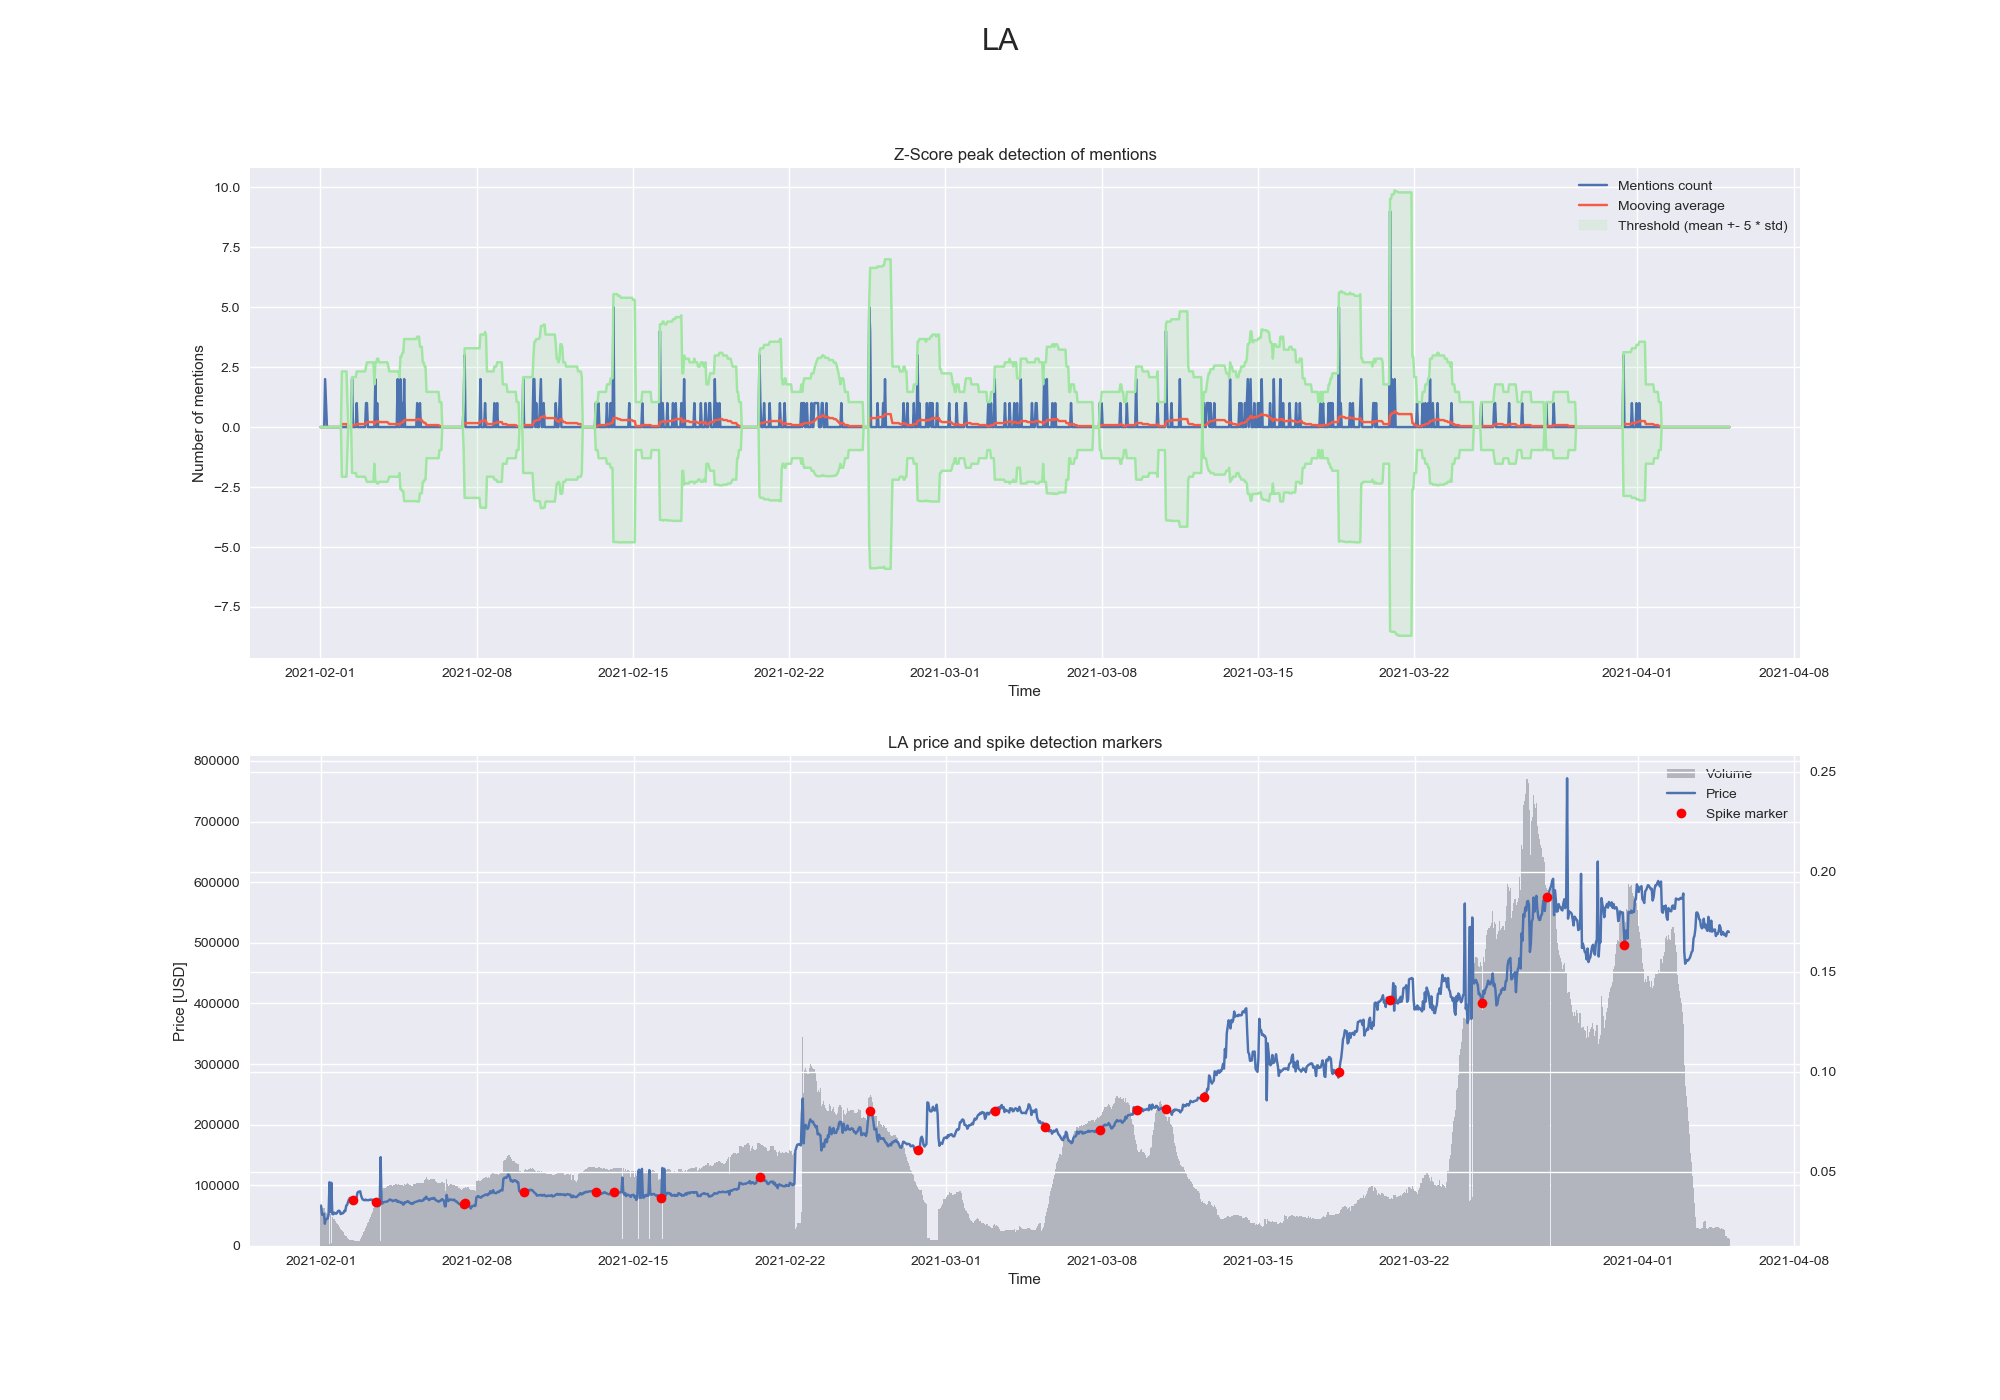 LA
Z-Score peak detection of mentions
Number of mentions
10.0
7.5
5.0
2.5
0.0
−2.5
−5.0
−7.5
Mentions count
Mooving average
Threshold (mean +- 5 * std)
2021-02-01 2021-02-08 2021-02-15 2021-02-22 2021-03-01 2021-03-08 2021-03-15 2021-03-22 2021-04-01 2021-04-08
Time
LA price and spike detection markers
Price [USD]
800000
700000
600000
500000
400000
300000
200000
100000
0
Volume
Price
Spike marker
0.25
0.20
0.15
0.10
0.05
2021-02-01 2021-02-08 2021-02-15 2021-02-22 2021-03-01 2021-03-08 2021-03-15 2021-03-22 2021-04-01 2021-04-08
Time